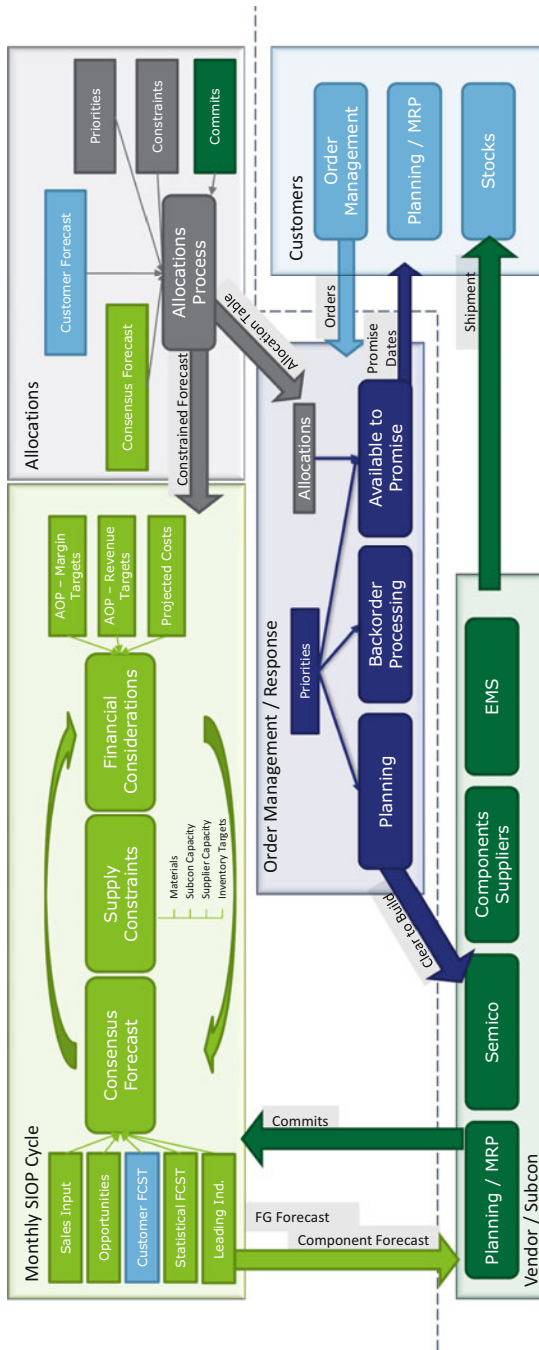 Monthly SIOP Cycle
Sales Input
Opportunities
Customer FCST
Statistical FCST
Leading Ind.
Consensus
Forecast
Supply
Constraints
Materials
Subcon Capacity
Supplier Capacity
Inventory Targets
Financial
Considerations
AOP – Margin
Targets
AOP – Revenue
Targets
Projected Costs
Allocations
Consensus Forecast
Customer Forecast
Priorities
Constraints
Commits
Allocations
Process
Constrained Forecast
Allocation Table
FG Forecast
Component Forecast
Commits
Order Management / Response
Priorities
Allocations
Planning
Backorder
Processing
Available to
Promise
Clear to Build
Orders
Promise
Dates
Customers
Order
Management
Planning / MRP
Stocks
Shipment
Planning / MRP
Semico
Components
Suppliers
EMS
Vendor / Subcon